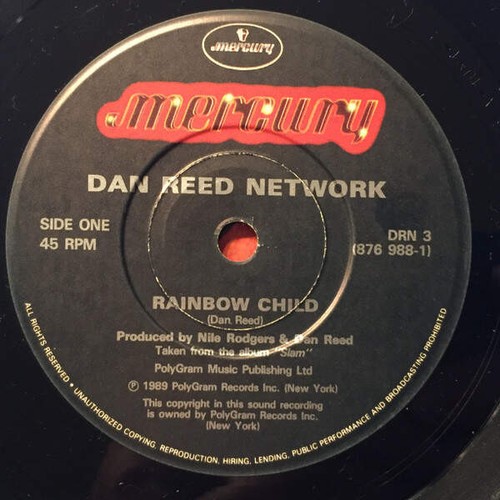 mercury
mercury
DAN REED NETWORK
SIDE ONE
45 RPM
DRN 3
(876 988-1)
RAINBOW CHILD
(Dan Reed)
Produced by Nile Rodgers & Dan Reed
Taken from the album "Slam"
PolyGram Music Publishing Ltd
℗ 1989 PolyGram Records Inc. (New York)
This copyright in this sound recording
is owned by PolyGram Records Inc.
(New York)
ALL RIGHTS RESERVED. • UNAUTHORIZED COPYING, REPRODUCTION, HIRING, LENDING, PUBLIC PERFORMANCE AND BROADCASTING PROHIBITED